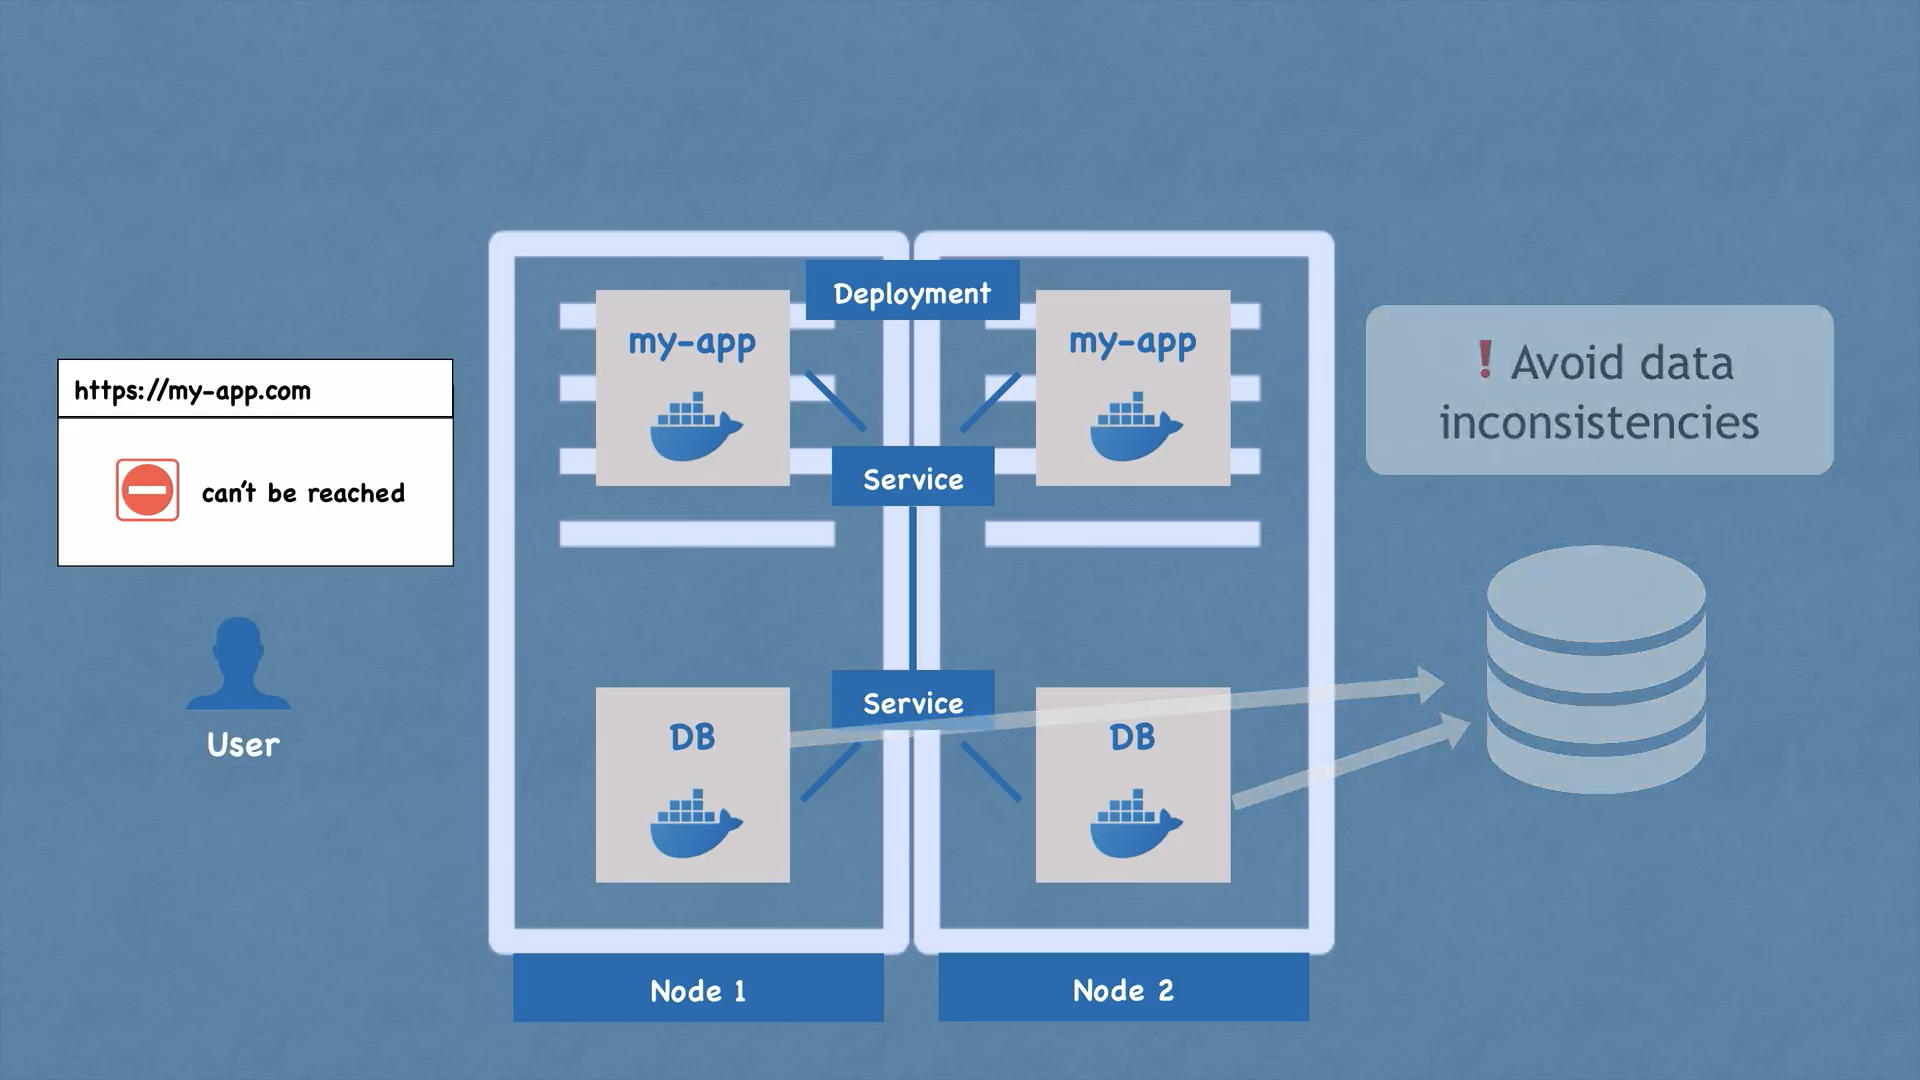 https://my-app.com
can't be reached
User
Deployment
my-app
my-app
Service
Service
DB
DB
Node 1
Node 2
❗ Avoid data
inconsistencies